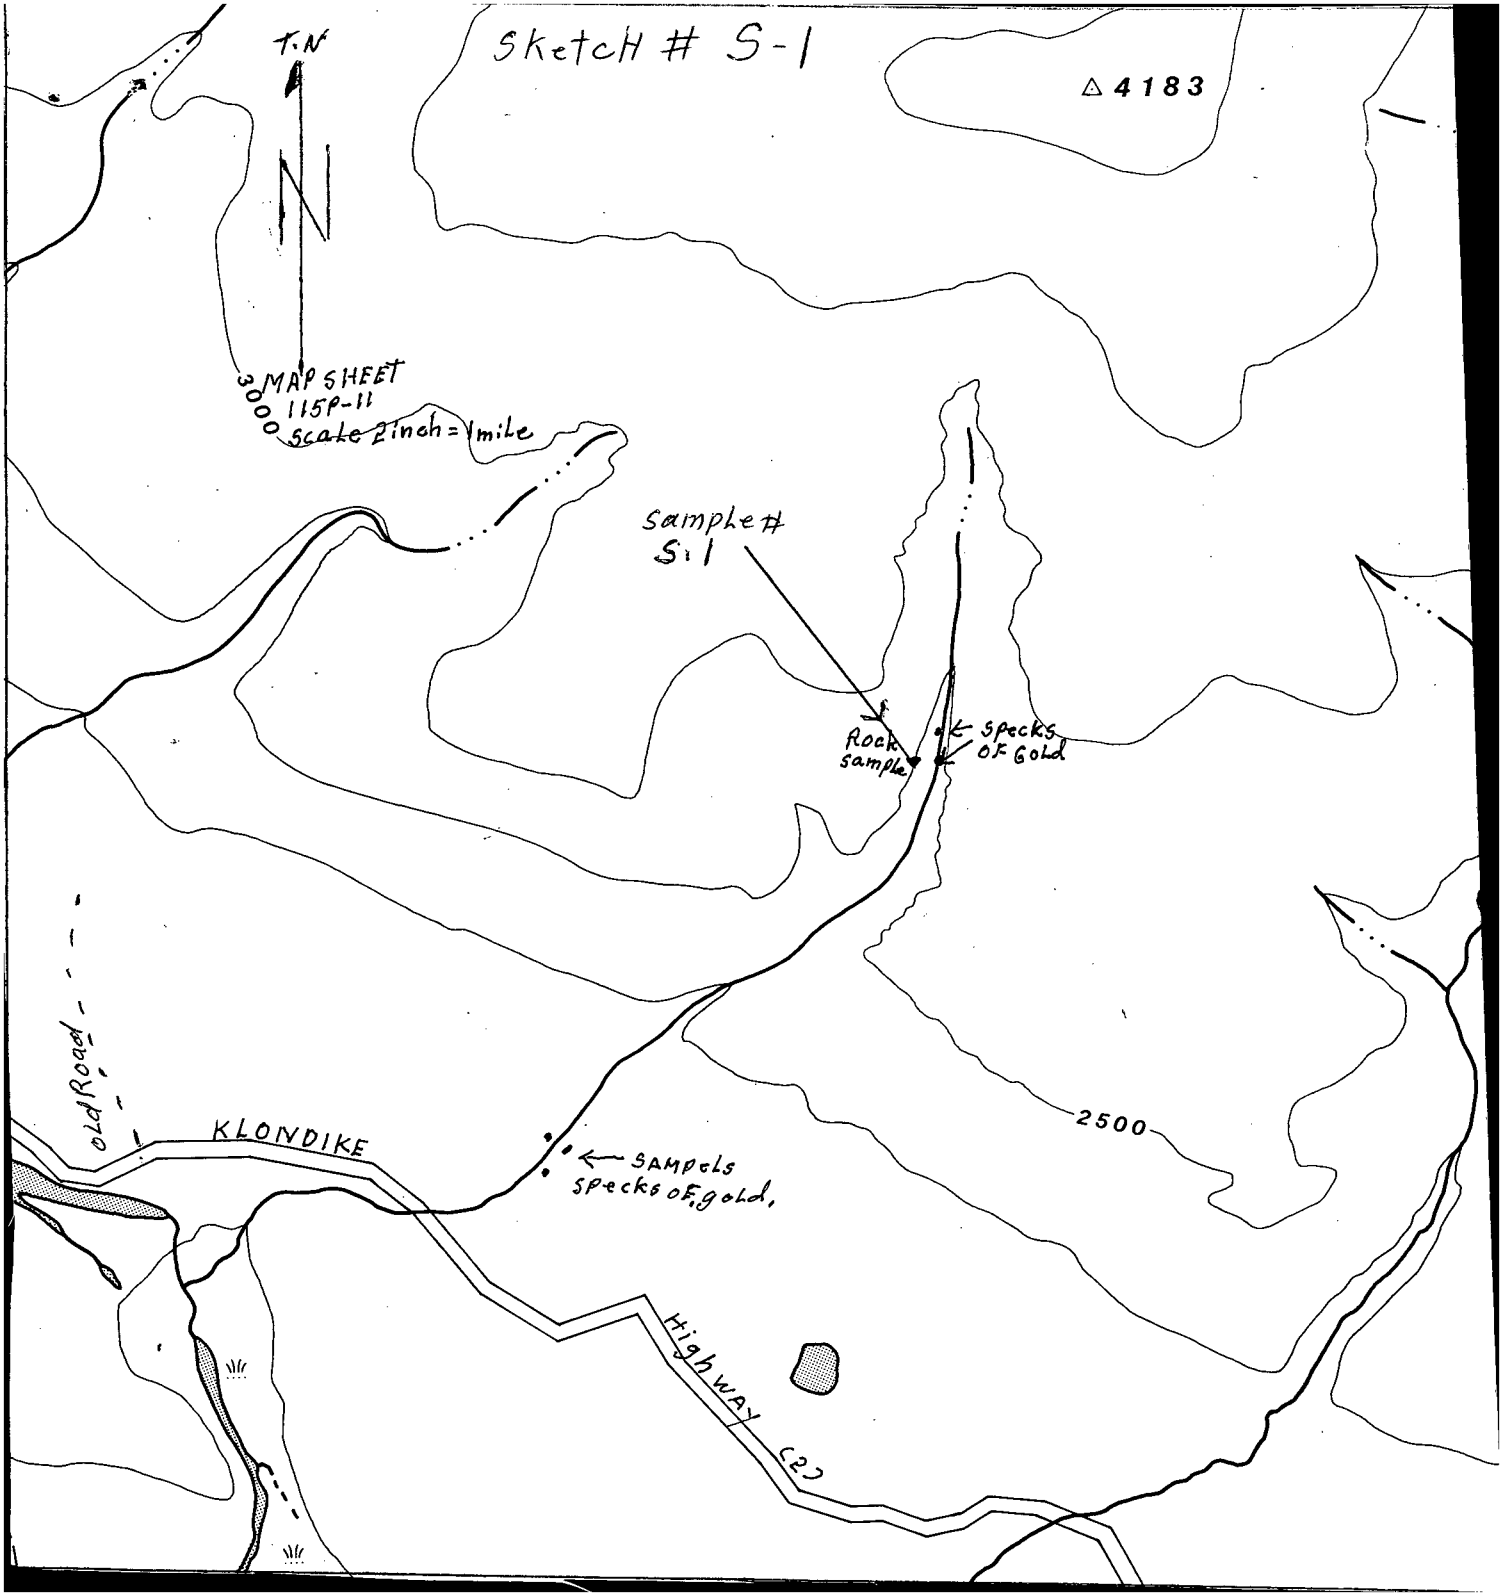 SKetcH # S-1
T.N
△ 4183
N
3000
MAP SHEET
115P-11
scale 2inch = 1mile
Sample #
S.1
Rock
sample
specks
OF Gold
Old Road
KLONDIKE
2500
SAMPELS
specks OF gold.
HighWAY (2)